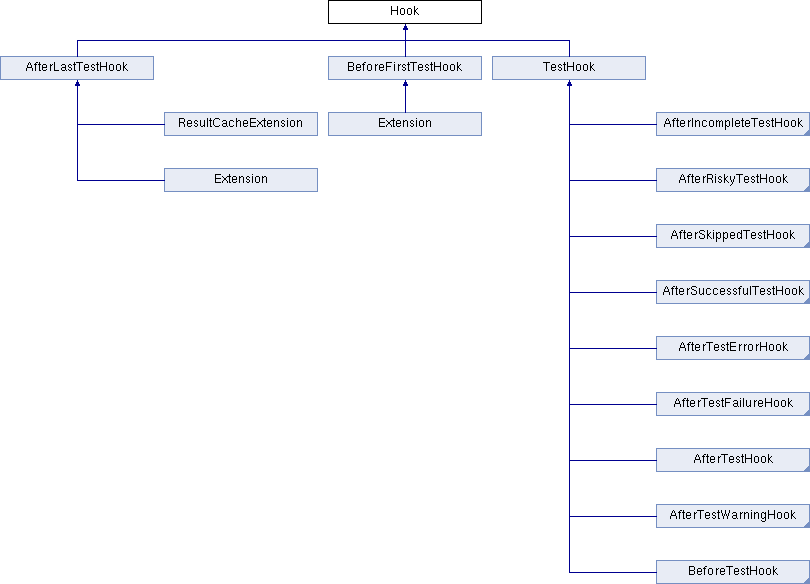 Hook
AfterLastTestHook
BeforeFirstTestHook
TestHook
ResultCacheExtension
Extension
AfterIncompleteTestHook
Extension
AfterRiskyTestHook
AfterSkippedTestHook
AfterSuccessfulTestHook
AfterTestErrorHook
AfterTestFailureHook
AfterTestHook
AfterTestWarningHook
BeforeTestHook